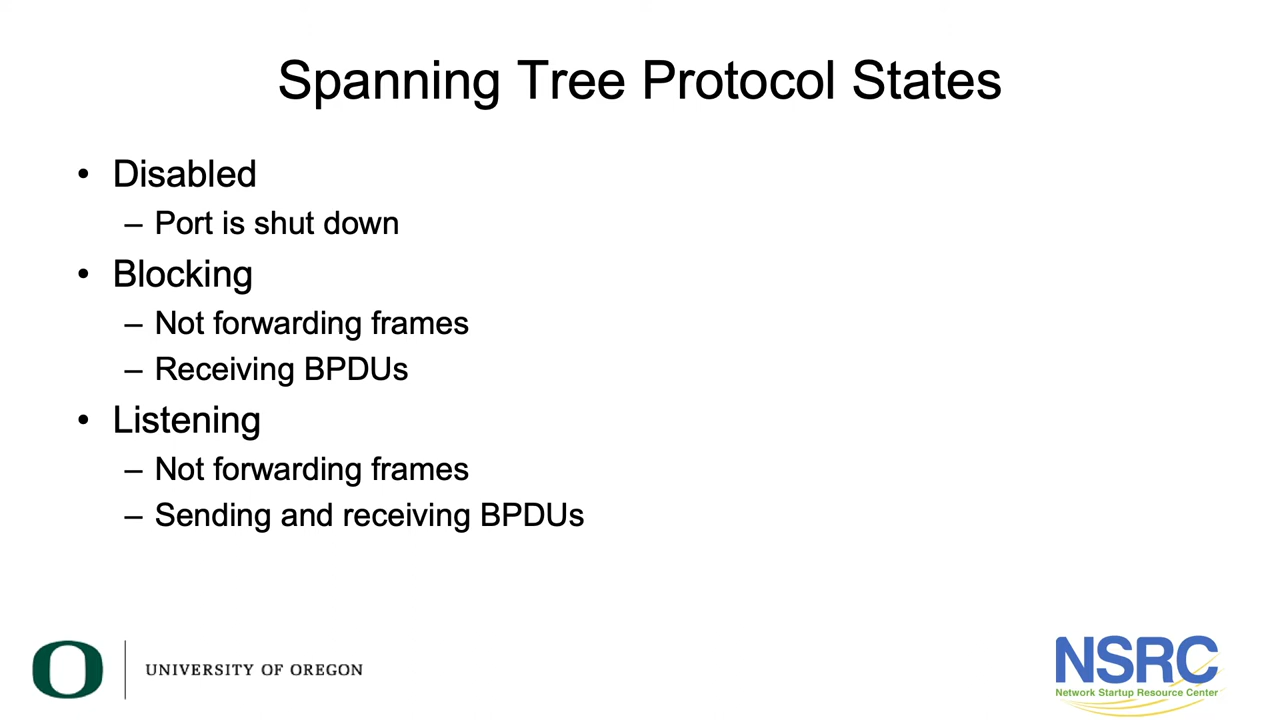 Spanning Tree Protocol States
• Disabled
– Port is shut down
• Blocking
– Not forwarding frames
– Receiving BPDUs
• Listening
– Not forwarding frames
– Sending and receiving BPDUs
O
UNIVERSITY OF OREGON
NSRC
Network Startup Resource Center